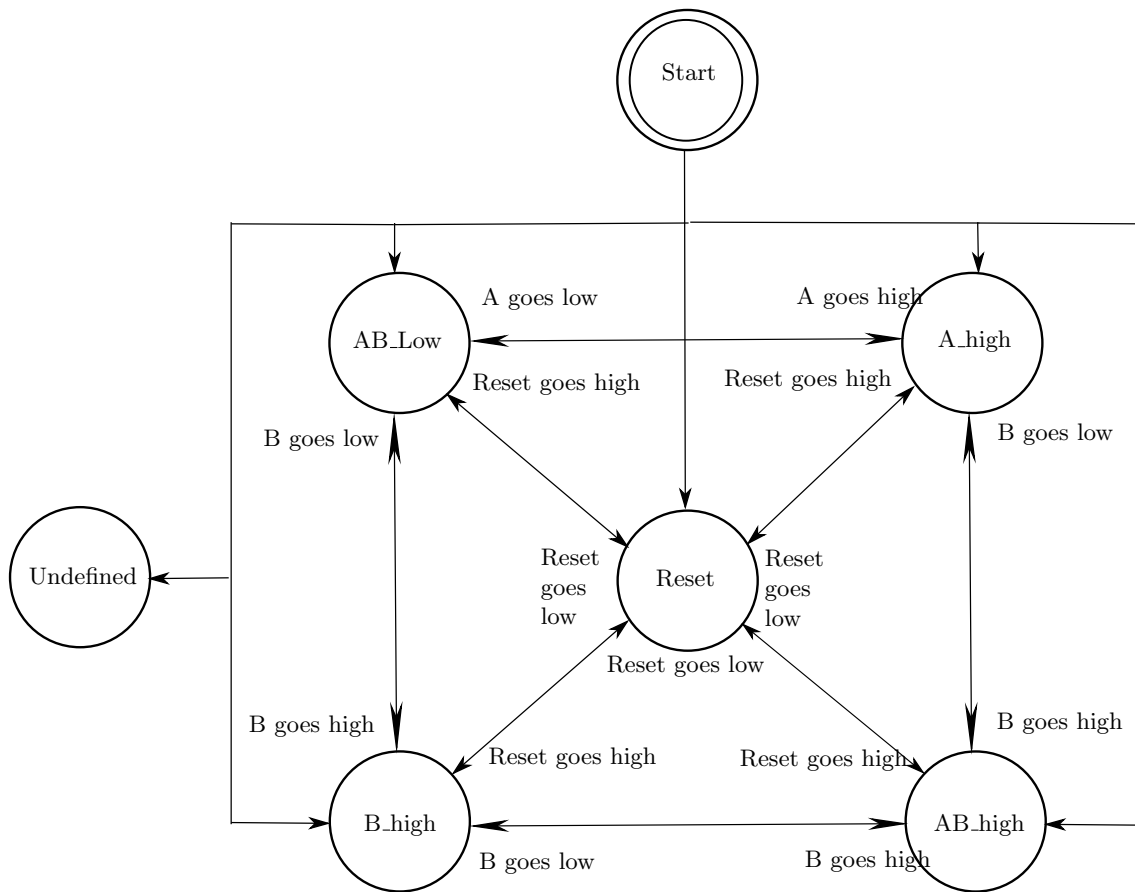 Start
A goes low
A goes high
AB_Low
A_high
Reset goes high
Reset goes high
B goes low
B goes low
Undefined
Reset
goes
low
Reset
Reset
goes
low
Reset goes low
B goes high
B goes high
Reset goes high
Reset goes high
B_high
AB_high
B goes low
B goes high